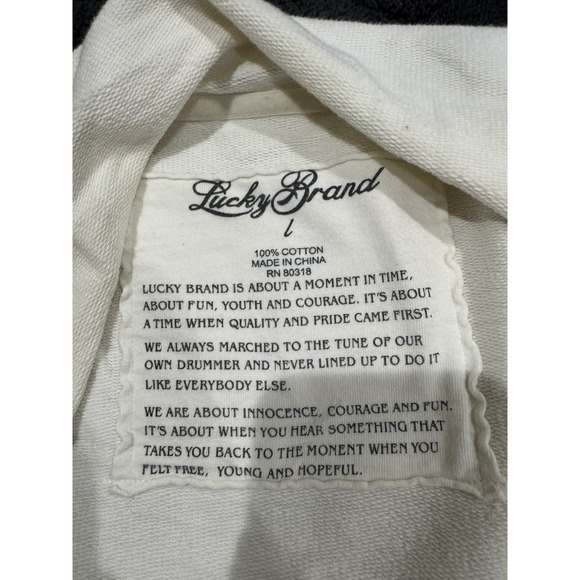 Lucky Brand
L
100% COTTON
MADE IN CHINA
RN 80318
LUCKY BRAND IS ABOUT A MOMENT IN TIME,
ABOUT FUN, YOUTH AND COURAGE. IT'S ABOUT
A TIME WHEN QUALITY AND PRIDE CAME FIRST.
WE ALWAYS MARCHED TO THE TUNE OF OUR
OWN DRUMMER AND NEVER LINED UP TO DO IT
LIKE EVERYBODY ELSE.
WE ARE ABOUT INNOCENCE, COURAGE AND FUN.
IT'S ABOUT WHEN YOU HEAR SOMETHING THAT
TAKES YOU BACK TO THE MONENT WHEN YOU
FELT FREE, YOUNG AND HOPEFUL.